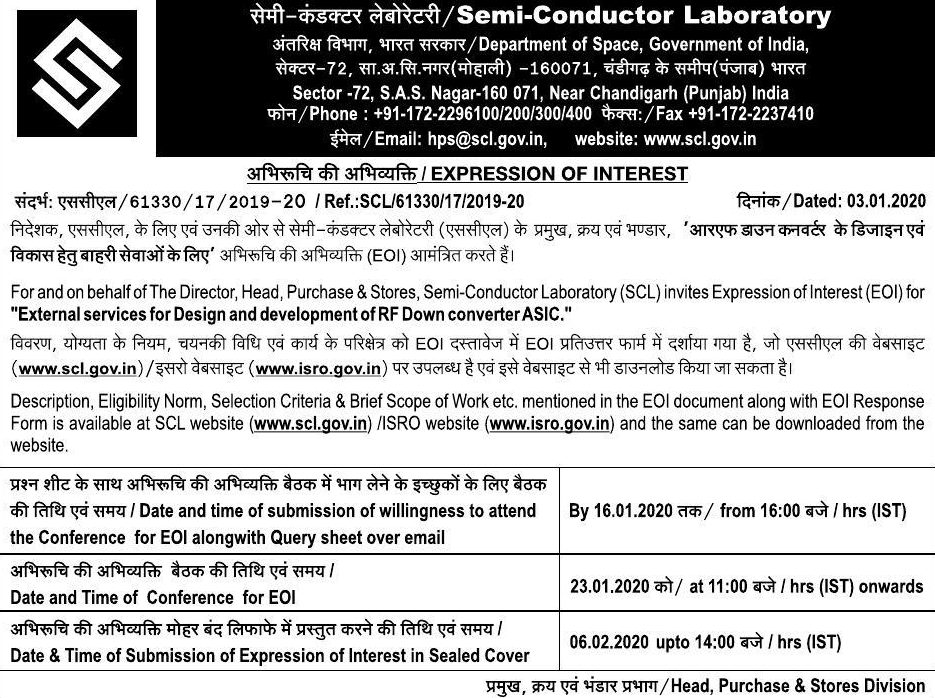 सेमी-कंडक्टर लेबोरेटरी/Semi-Conductor Laboratory
अंतरिक्ष विभाग, भारत सरकार/Department of Space, Government of India,
सेक्टर-72, सा.अ.सि.नगर(मोहाली) -160071, चंडीगढ़ के समीप(पंजाब) भारत
Sector -72, S.A.S. Nagar-160 071, Near Chandigarh (Punjab) India
फोन/Phone : +91-172-2296100/200/300/400 फैक्स:/Fax +91-172-2237410
ईमेल/Email: hps@scl.gov.in, website: www.scl.gov.in
अभिरूचि की अभिव्यक्ति / EXPRESSION OF INTEREST
संदर्भ: एससीएल/61330/17/2019-20 / Ref.:SCL/61330/17/2019-20 दिनांक/Dated: 03.01.2020
निदेशक, एससीएल, के लिए एवं उनकी ओर से सेमी-कंडक्टर लेबोरेटरी (एससीएल) के प्रमुख, क्रय एवं भण्डार, 'आरएफ डाउन कनवर्टर के डिजाइन एवं
विकास हेतु बाहरी सेवाओं के लिए' अभिरूचि की अभिव्यक्ति (EOI) आमंत्रित करते हैं।
For and on behalf of The Director, Head, Purchase & Stores, Semi-Conductor Laboratory (SCL) invites Expression of Interest (EOI) for
"External services for Design and development of RF Down converter ASIC."
विवरण, योग्यता के नियम, चयनकी विधि एवं कार्य के परिक्षेत्र को EOI दस्तावेज में EOI प्रतिउत्तर फार्म में दर्शाया गया है, जो एससीएल की वेबसाइट
(www.scl.gov.in)/इसरो वेबसाइट (www.isro.gov.in) पर उपलब्ध है एवं इसे वेबसाइट से भी डाउनलोड किया जा सकता है।
Description, Eligibility Norm, Selection Criteria & Brief Scope of Work etc. mentioned in the EOI document along with EOI Response
Form is available at SCL website (www.scl.gov.in) /ISRO website (www.isro.gov.in) and the same can be downloaded from the
website.
प्रश्न शीट के साथ अभिरूचि की अभिव्यक्ति बैठक में भाग लेने के इच्छुकों के लिए बैठक
की तिथि एवं समय / Date and time of submission of willingness to attend
the Conference for EOI alongwith Query sheet over email
By 16.01.2020 तक/ from 16:00 बजे / hrs (IST)
अभिरूचि की अभिव्यक्ति बैठक की तिथि एवं समय /
Date and Time of Conference for EOI
23.01.2020 को/ at 11:00 बजे / hrs (IST) onwards
अभिरूचि की अभिव्यक्ति मोहर बंद लिफाफे में प्रस्तुत करने की तिथि एवं समय /
Date & Time of Submission of Expression of Interest in Sealed Cover
06.02.2020 upto 14:00 बजे / hrs (IST)
प्रमुख, क्रय एवं भंडार प्रभाग/Head, Purchase & Stores Division